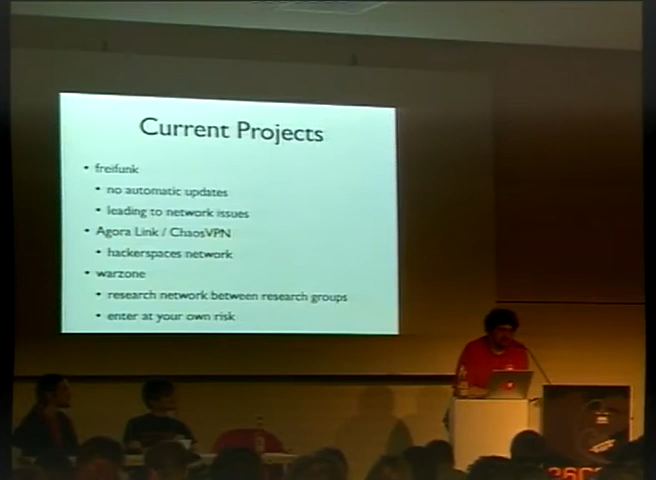 Current Projects
• freifunk
• no automatic updates
• leading to network issues
• Agora Link / ChaosVPN
• hackerspaces network
• warzone
• research network between research groups
• enter at your own risk
26C3